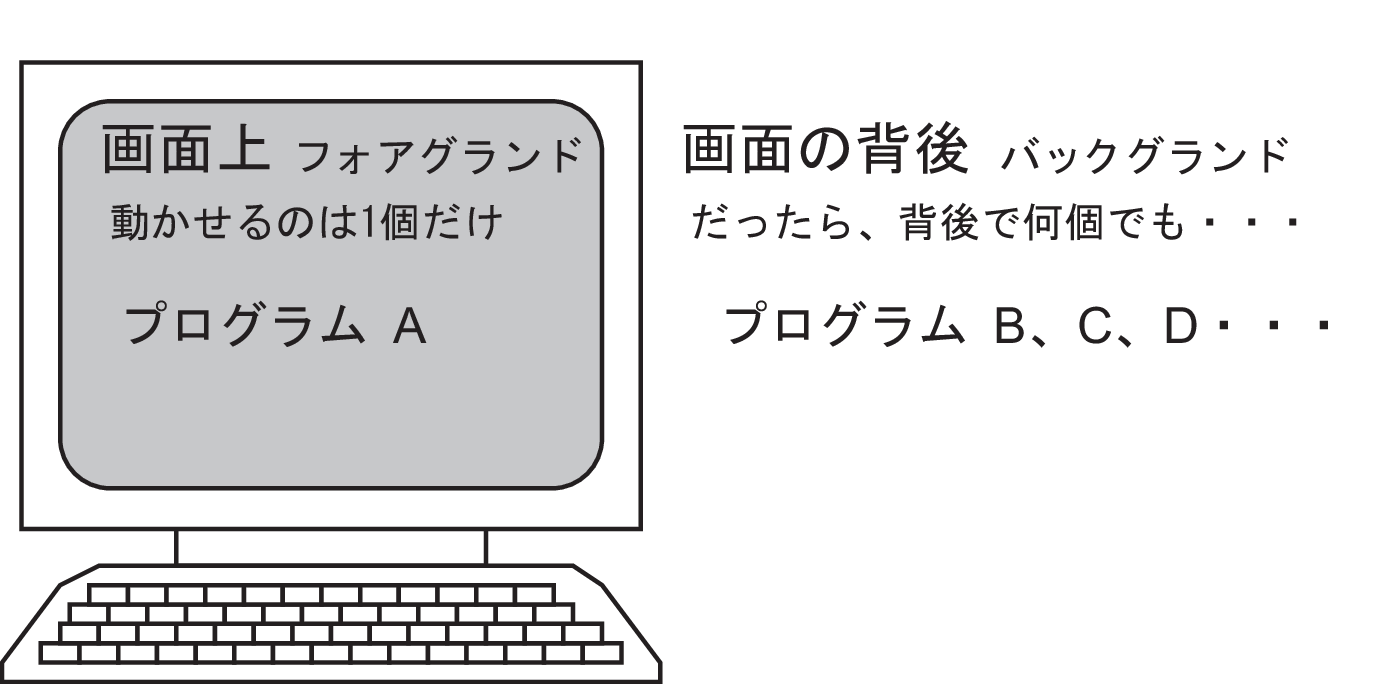 画面上 フォアグランド
動かせるのは1個だけ
プログラム A
画面の背後 バックグランド
だったら、背後で何個でも・・・
プログラム B、C、D・・・